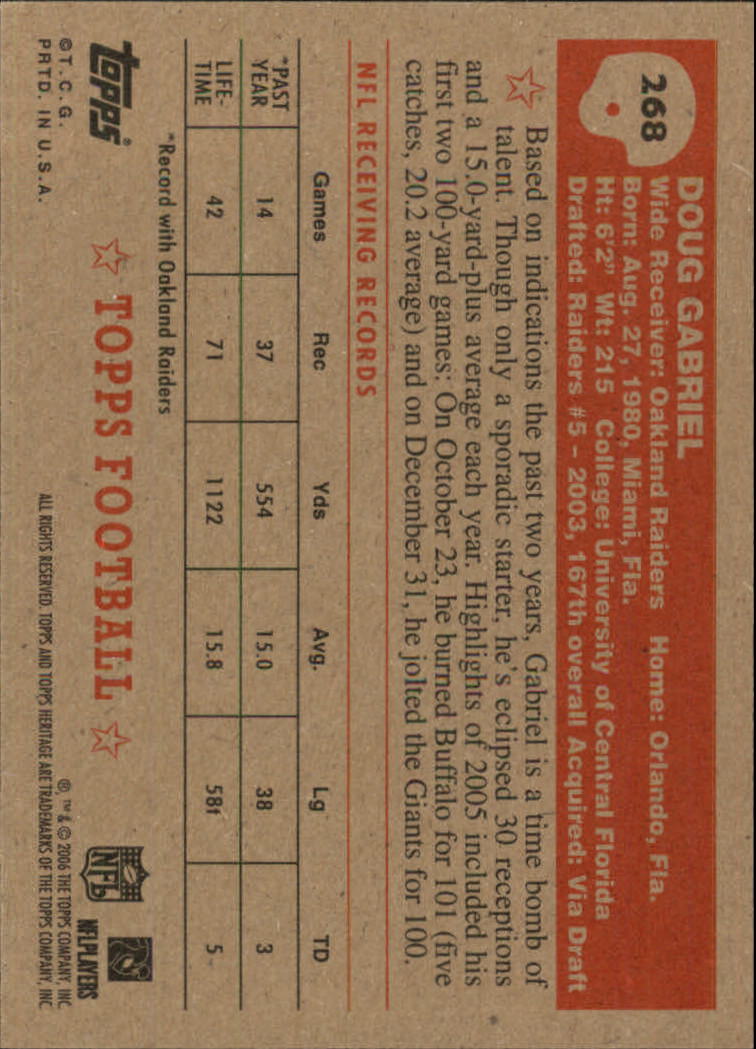 268
DOUG GABRIEL
Wide Receiver: Oakland Raiders Home: Orlando, Fla.
Born: Aug. 27, 1980, Miami, Fla.
Ht: 6'2" Wt: 215 College: University of Central Florida
Drafted: Raiders #5 - 2003, 167th overall Acquired: Via Draft
Based on indications the past two years, Gabriel is a time bomb of
talent. Though only a sporadic starter, he's eclipsed 30 receptions
and a 15.0-yard-plus average each year. Highlights of 2005 included his
first two 100-yard games: On October 23, he burned Buffalo for 101 (five
catches, 20.2 average) and on December 31, he jolted the Giants for 100.
NFL RECEIVING RECORDS
Games Rec Yds Avg. Lg TD
*PAST YEAR 14 37 554 15.0 38 3
LIFE-TIME 42 71 1122 15.8 58t 5
*Record with Oakland Raiders
topps® ☆ TOPPS FOOTBALL ☆ NFL NFLPLAYERS
©T.C.G.
PRTD. IN U.S.A.
®, ™ & © 2006 THE TOPPS COMPANY, INC
ALL RIGHTS RESERVED. TOPPS AND TOPPS HERITAGE ARE TRADEMARKS OF THE TOPPS COMPANY, INC